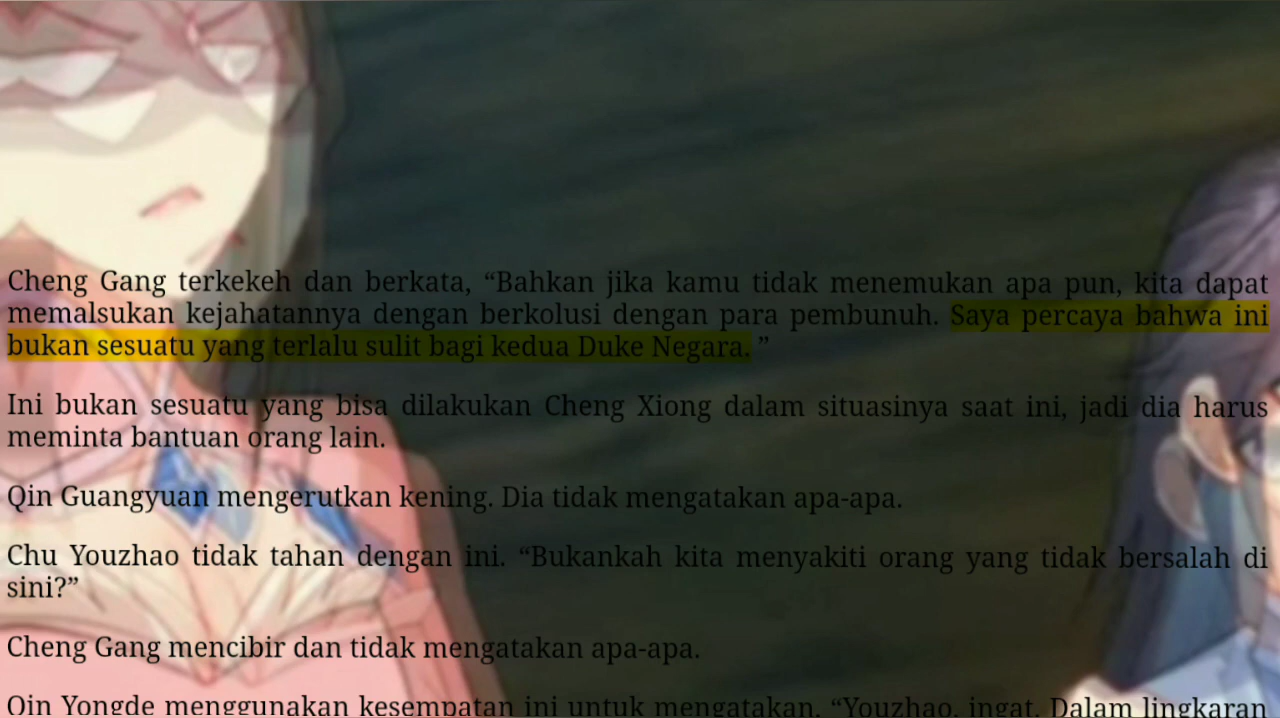 Cheng Gang terkekeh dan berkata, “Bahkan jika kamu tidak menemukan apa pun, kita dapat
memalsukan kejahatannya dengan berkolusi dengan para pembunuh. Saya percaya bahwa ini
bukan sesuatu yang terlalu sulit bagi kedua Duke Negara. ”
Ini bukan sesuatu yang bisa dilakukan Cheng Xiong dalam situasinya saat ini, jadi dia harus
meminta bantuan orang lain.
Qin Guangyuan mengerutkan kening. Dia tidak mengatakan apa-apa.
Chu Youzhao tidak tahan dengan ini. “Bukankah kita menyakiti orang yang tidak bersalah di
sini?”
Cheng Gang mencibir dan tidak mengatakan apa-apa.
Qin Yongde menggunakan kesempatan ini untuk mengatakan, “Youzhao, ingat. Dalam lingkaran